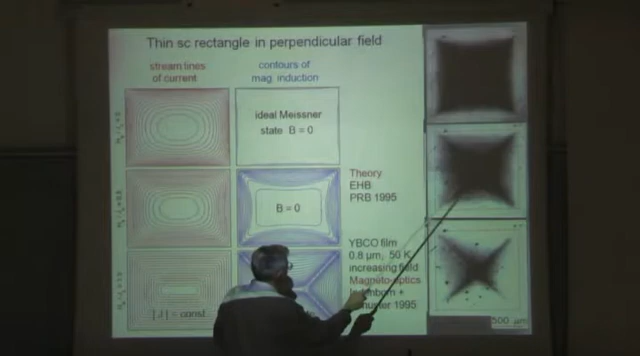 Thin sc rectangle in perpendicular field
stream lines
of current
contours of
mag. induction
ideal Meissner
state B = 0
B = 0
Theory
EHB
PRB 1995
YBCO film
0.8 µm, 50 K
increasing field
Magneto-optics
1995
| J | = const
500 µm